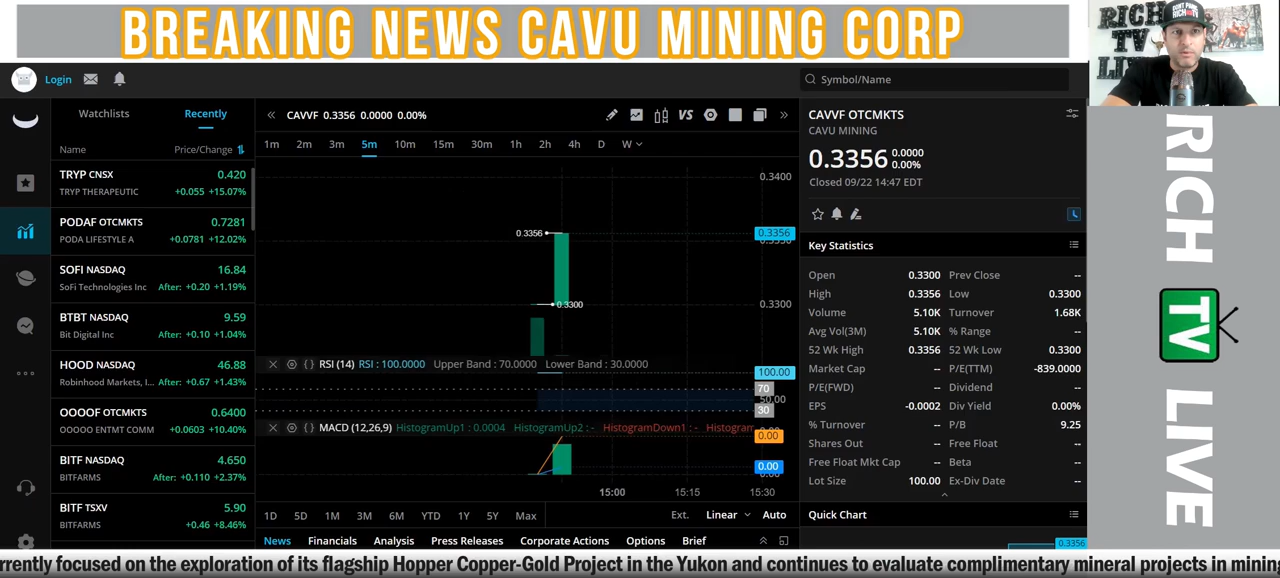 BREAKING NEWS CAVU MINING CORP
RICH
TV
LIVE
Login
Symbol/Name
Watchlists
Recently
Name
Price/Change
TRYP CNSX 0.420
TRYP THERAPEUTIC +0.055 +15.07%
PODAF OTCMKTS 0.7281
PODA LIFESTYLE A +0.0781 +12.02%
SOFI NASDAQ 16.84
SoFi Technologies Inc After: +0.20 +1.19%
BTBT NASDAQ 9.59
Bit Digital Inc After: +0.10 +1.04%
HOOD NASDAQ 46.88
Robinhood Markets, I... After: +0.67 +1.43%
OOOOF OTCMKTS 0.6400
OOOOO ENTMT COMM +0.0603 +10.40%
BITF NASDAQ 4.650
BITFARMS After: +0.110 +2.37%
BITF TSXV 5.90
BITFARMS +0.46 +8.46%
CAVVF 0.3356 0.0000 0.00%
VS
1m 2m 3m 5m 10m 15m 30m 1h 2h 4h D W
0.3400
0.3356
0.3356
0.3300
0.3300
RSI (14) RSI : 100.0000 Upper Band : 70.0000 Lower Band : 30.0000
100.00
70
50.00
30
MACD (12,26,9) HistogramUp1 : 0.0004 HistogramUp2 : - HistogramDown1 : - Histogram
0.00
0.00
15:00 15:15 15:30
1D 5D 1M 3M 6M YTD 1Y 5Y Max Ext. Linear Auto
News Financials Analysis Press Releases Corporate Actions Options Brief
CAVVF OTCMKTS
CAVU MINING
0.3356 0.0000
0.00%
Closed 09/22 14:47 EDT
Key Statistics
Open 0.3300 Prev Close --
High 0.3356 Low 0.3300
Volume 5.10K Turnover 1.68K
Avg Vol(3M) 5.10K % Range --
52 Wk High 0.3356 52 Wk Low 0.3300
Market Cap -- P/E(TTM) -839.0000
P/E(FWD) -- Dividend --
EPS -0.0002 Div Yield 0.00%
% Turnover -- P/B 9.25
Shares Out -- Free Float --
Free Float Mkt Cap -- Beta --
Lot Size 100.00 Ex-Div Date --
Quick Chart
0.3356
RICH
TV
LIVE
rrently focused on the exploration of its flagship Hopper Copper-Gold Project in the Yukon and continues to evaluate complimentary mineral projects in mining